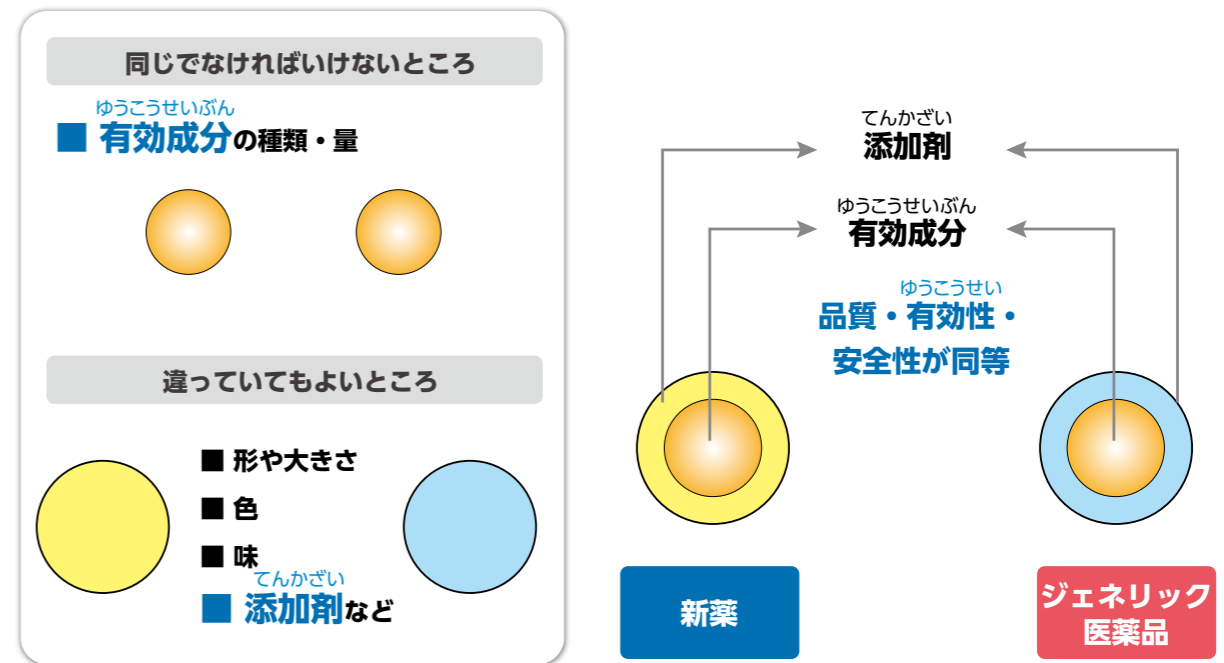 同じでなければいけないところ
ゆうこうせいぶん
■ 有効成分の種類・量
違っていてもよいところ
■ 形や大きさ
■ 色
■ 味
てんかざい
■ 添加剤など
てんかざい
添加剤
ゆうこうせいぶん
有効成分
ゆうこうせい
品質・有効性・
安全性が同等
新薬
ジェネリック
医薬品